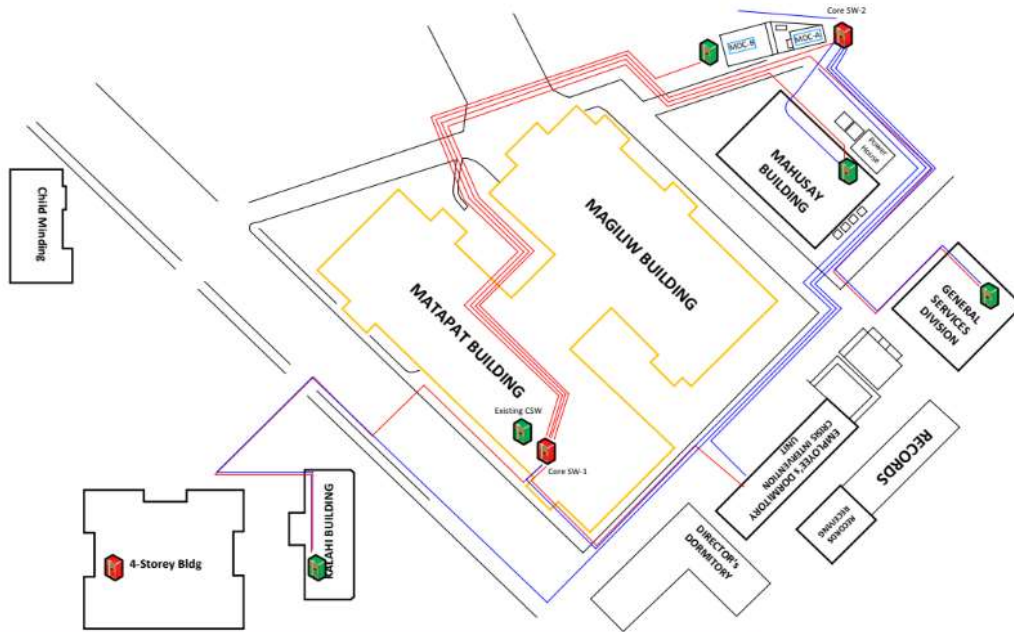 Core SW-2
MOC-B
MOC-A
Power
House
MAHUSAY
BUILDING
Child Minding
MAGILIW BUILDING
MATAPAT BUILDING
GENERAL
SERVICES
DIVISION
Existing CSW
Core SW-1
EMPLOYEE's DORMITORY
CRISIS INTERVENTION
UNIT
RECORDS
RECORDS
RECEIVING
DIRECTOR's
DORMITORY
4-Storey Bldg
KALAHI BUILDING